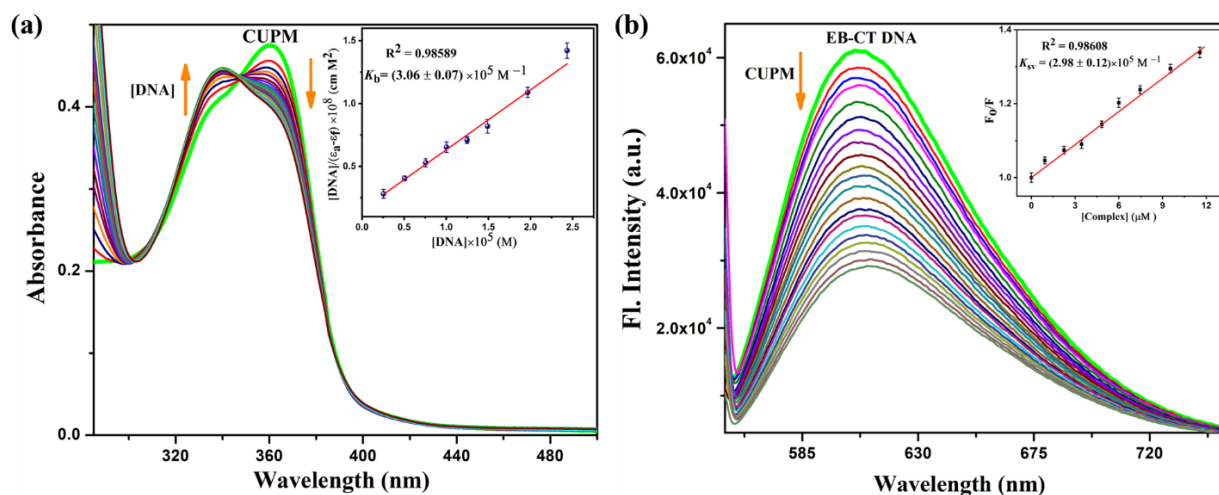 (a)
CUPM
[DNA]
0.4
0.2
0.0
Absorbance
320
360
400
440
480
Wavelength (nm)
R² = 0.98589
K_b = (3.06 ± 0.07) ×10⁵ M⁻¹
1.5
1.0
0.5
0.0
[DNA]/(ε_a-ε_f) ×10⁸ (cm M²)
0.0
0.5
1.0
1.5
2.0
2.5
[DNA]×10⁵ (M)
(b)
EB-CT DNA
CUPM
6.0x10⁴
4.0x10⁴
2.0x10⁴
Fl. Intensity (a.u.)
585
630
675
720
Wavelength (nm)
R² = 0.98608
K_sv = (2.98 ± 0.12)×10⁵ M⁻¹
1.4
1.2
1.0
F₀/F
0
3
6
9
12
[Complex] (μM )